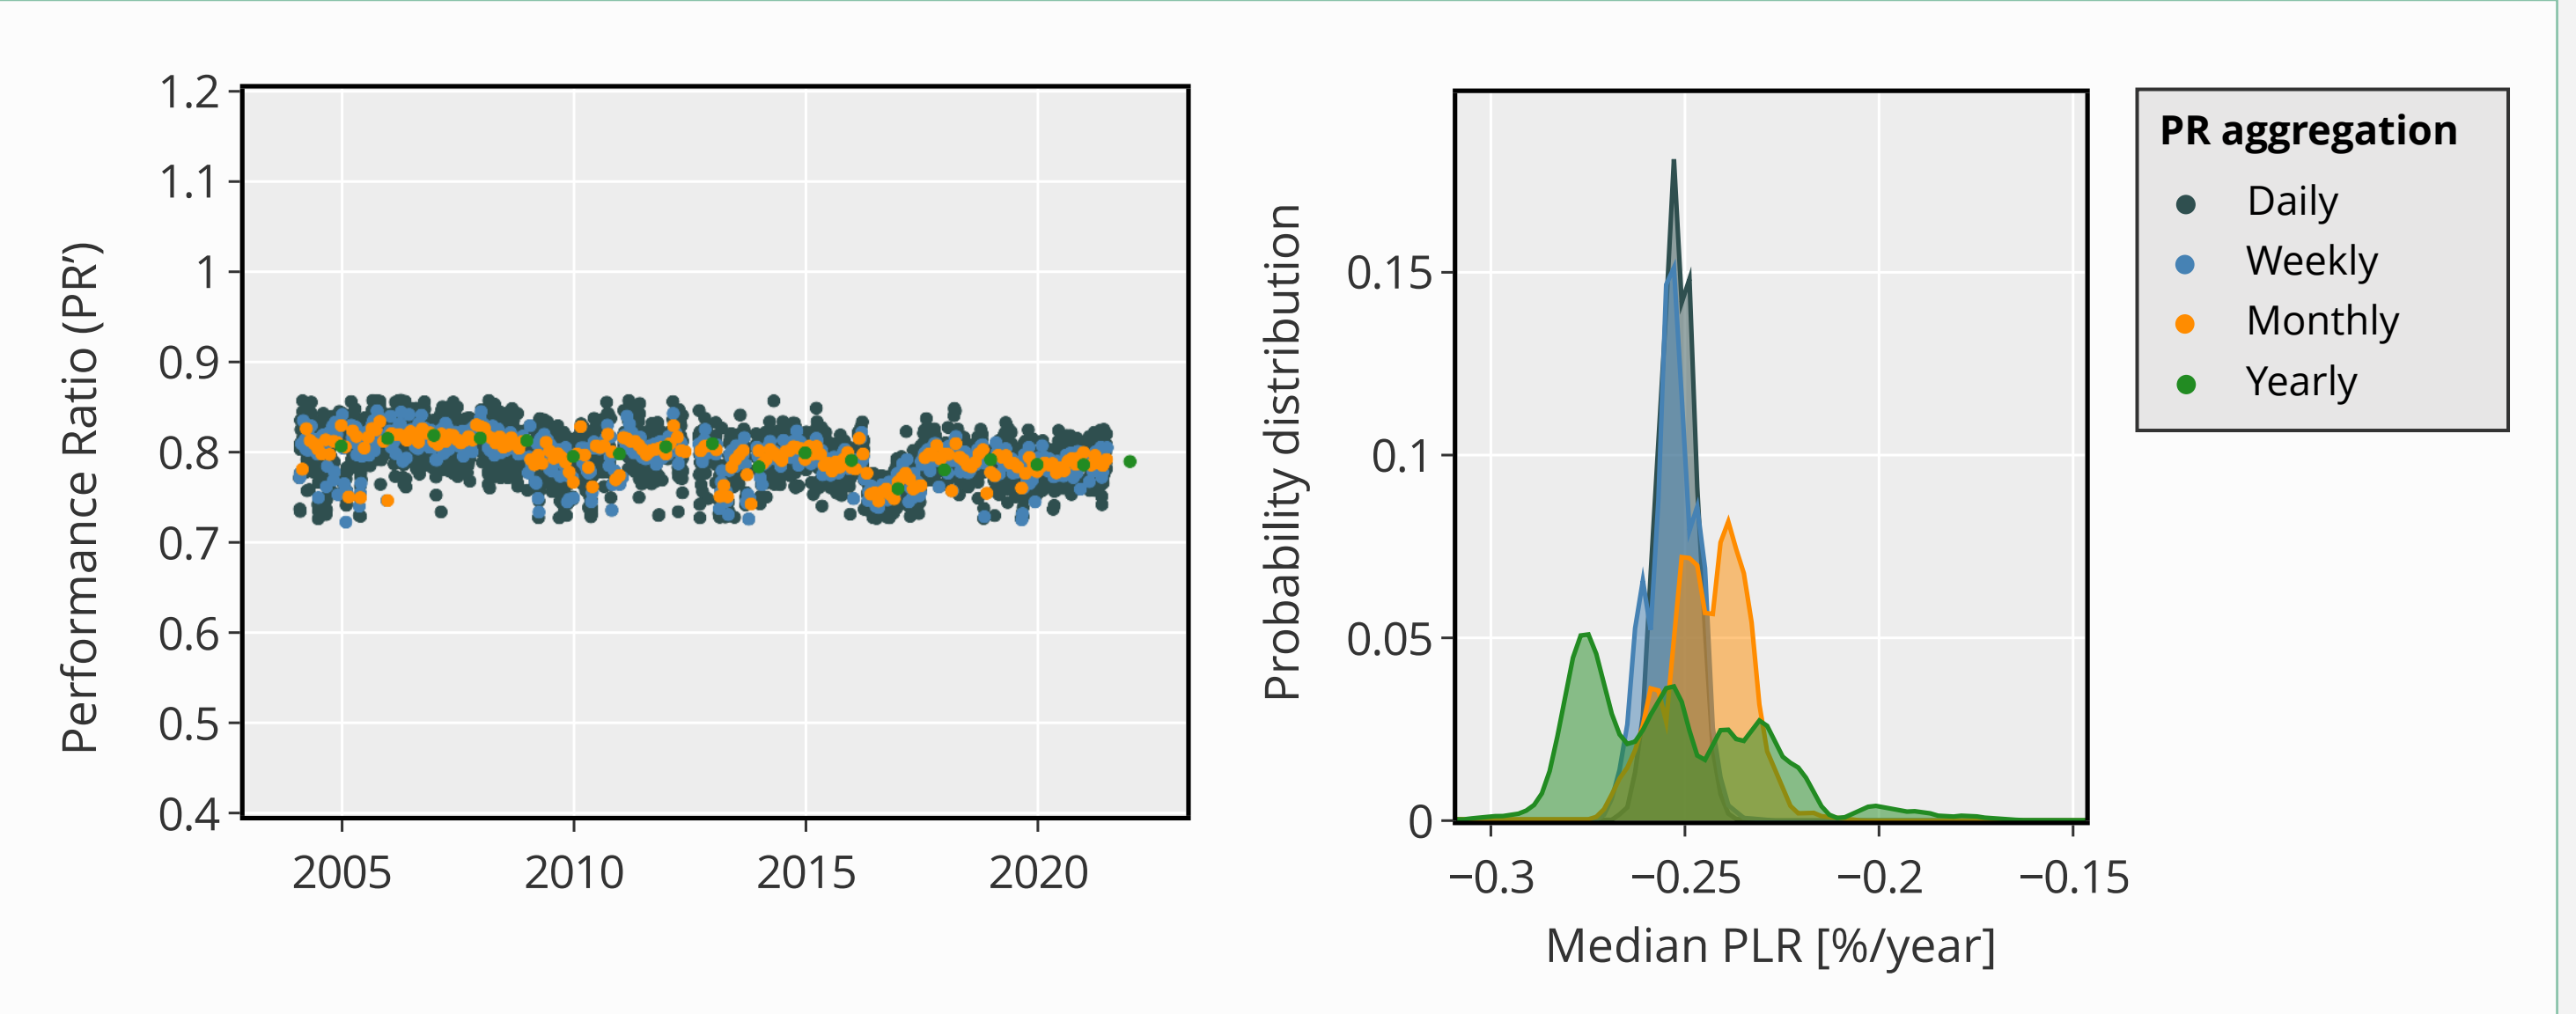 1.2
1.1
1
0.9
0.8
0.7
0.6
0.5
0.4
Performance Ratio (PR’)
2005 2010 2015 2020
0.15
0.1
0.05
0
Probability distribution
−0.3 −0.25 −0.2 −0.15
Median PLR [%/year]
PR aggregation
Daily
Weekly
Monthly
Yearly